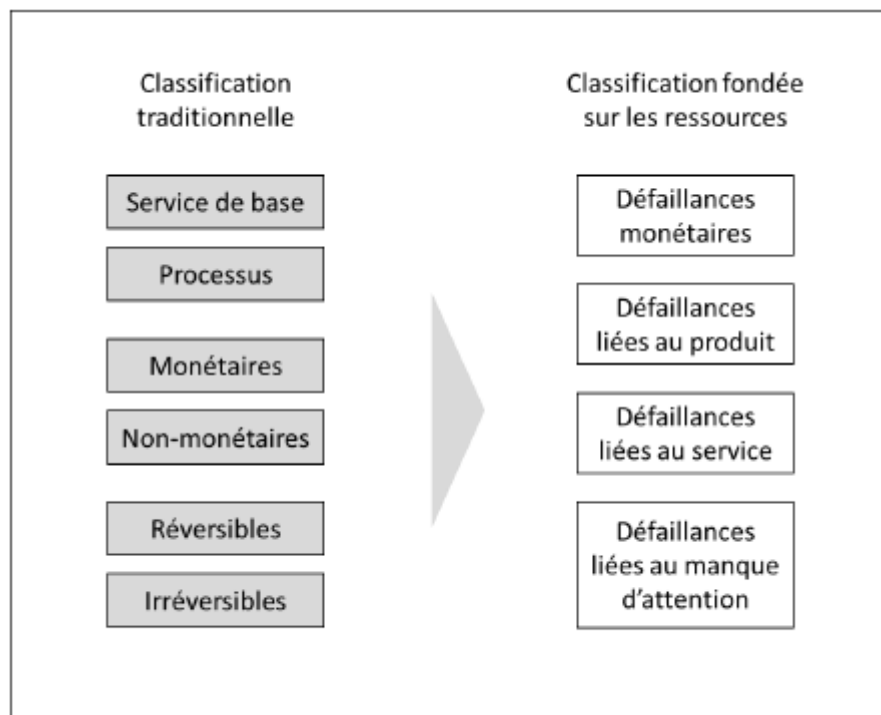 Classification
traditionnelle
Service de base
Processus
Monétaires
Non-monétaires
Réversibles
Irréversibles
Classification fondée
sur les ressources
Défaillances
monétaires
Défaillances
liées au produit
Défaillances
liées au service
Défaillances
liées au manque
d’attention